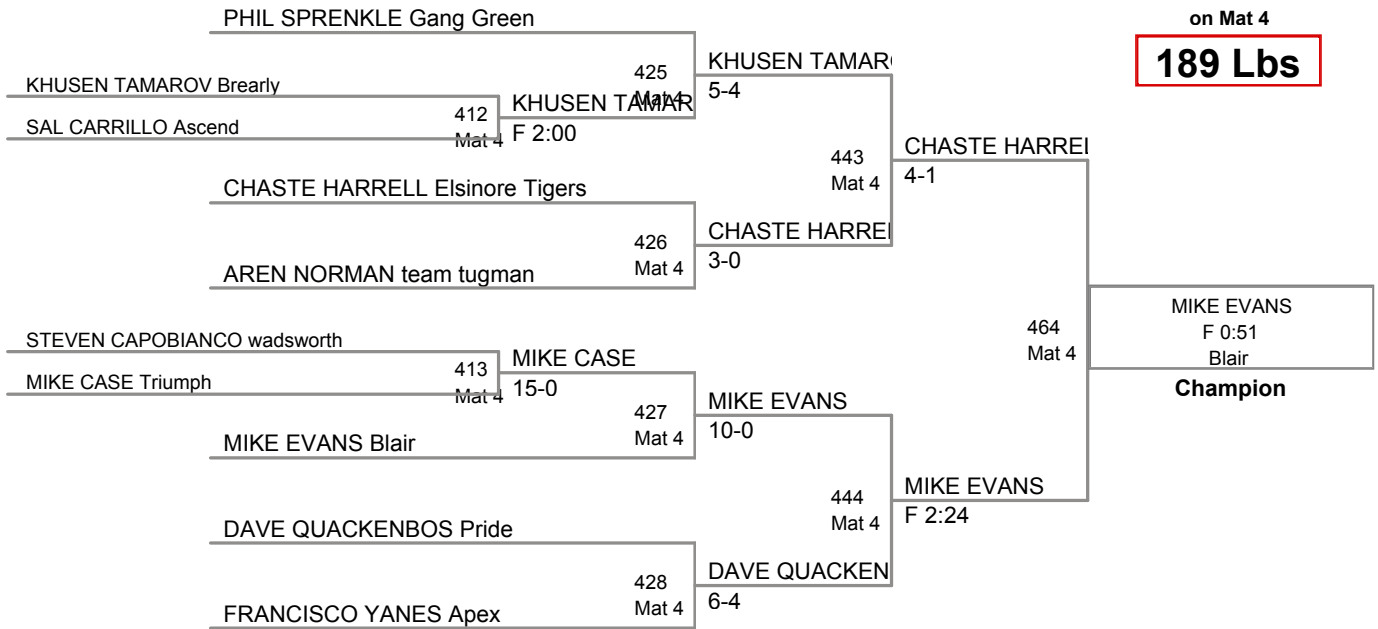 PHIL SPRENKLE Gang Green
on Mat 4
189 Lbs
KHUSEN TAMAR
425
Mat 4
5-4
KHUSEN TAMAROV Brearly
412
Mat 4
KHUSEN TAMAR
F 2:00
SAL CARRILLO Ascend
CHASTE HARREL
443
Mat 4
4-1
CHASTE HARRELL Elsinore Tigers
CHASTE HARREL
426
Mat 4
3-0
AREN NORMAN team tugman
MIKE EVANS
F 0:51
Blair
Champion
464
Mat 4
STEVEN CAPOBIANCO wadsworth
413
Mat 4
MIKE CASE
15-0
MIKE CASE Triumph
MIKE EVANS
427
Mat 4
10-0
MIKE EVANS Blair
MIKE EVANS
444
Mat 4
F 2:24
DAVE QUACKENBOS Pride
DAVE QUACKEN
428
Mat 4
6-4
FRANCISCO YANES Apex